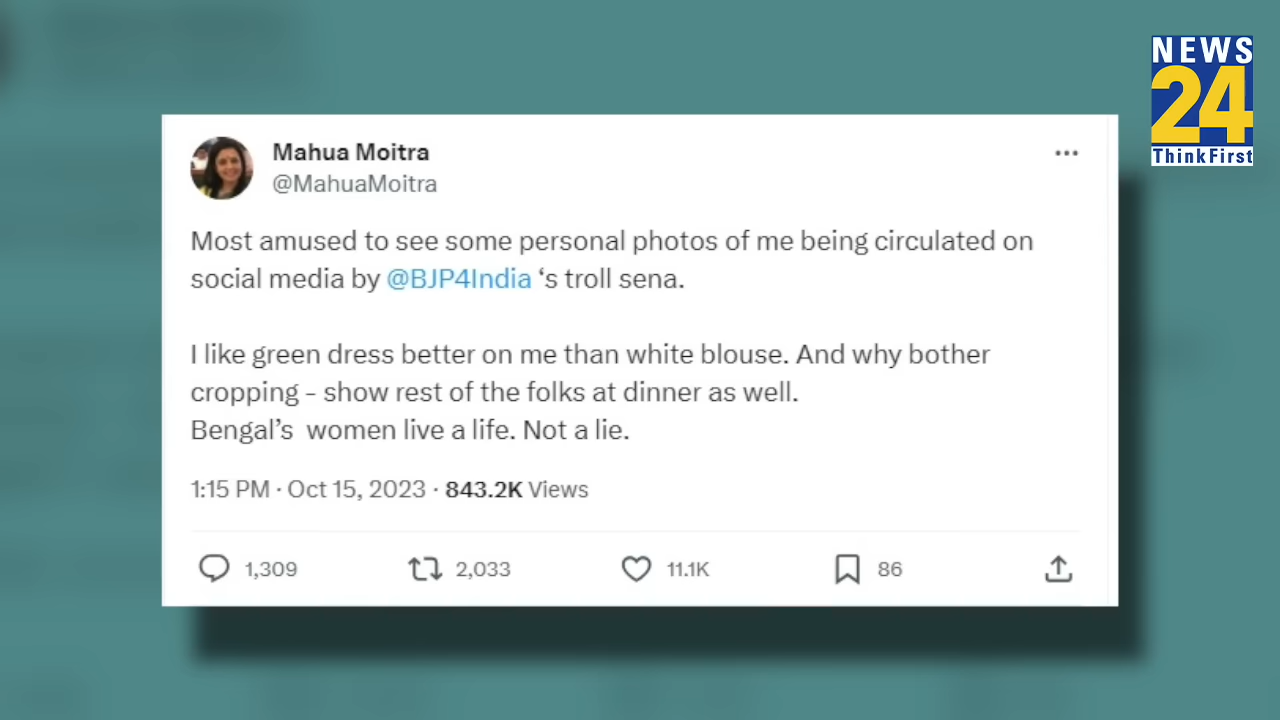 NEWS
24
ThinkFirst
Mahua Moitra
@MahuaMoitra
Most amused to see some personal photos of me being circulated on
social media by @BJP4India ‘s troll sena.
I like green dress better on me than white blouse. And why bother
cropping – show rest of the folks at dinner as well.
Bengal’s  women live a life. Not a lie.
1:15 PM · Oct 15, 2023 · 843.2K Views
1,309 2,033 11.1K 86